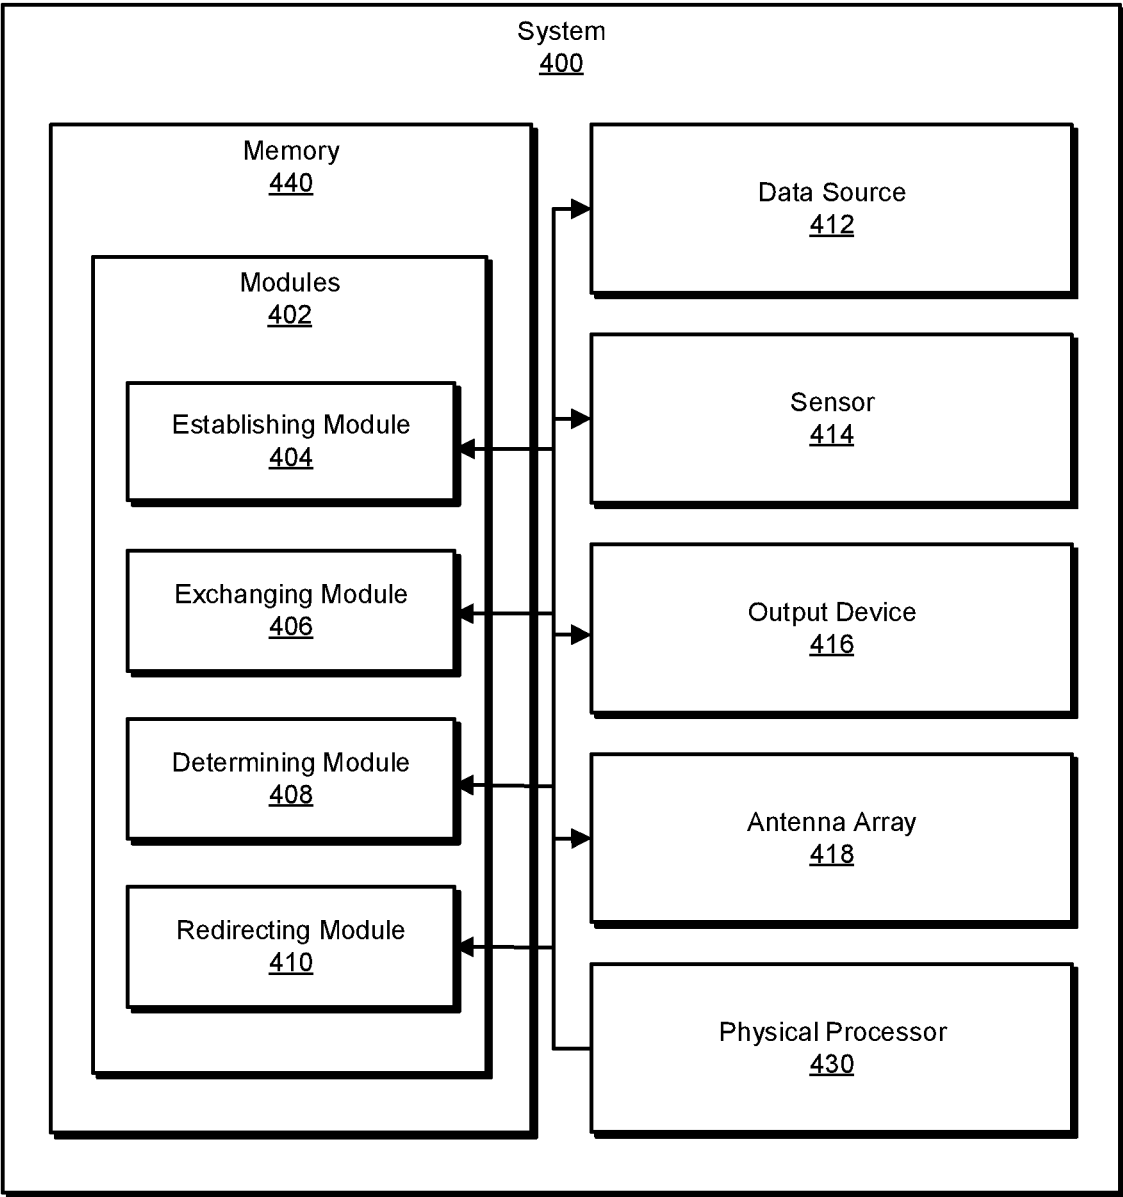 System
400
Memory
440
Modules
402
Establishing Module
404
Exchanging Module
406
Determining Module
408
Redirecting Module
410
Data Source
412
Sensor
414
Output Device
416
Antenna Array
418
Physical Processor
430